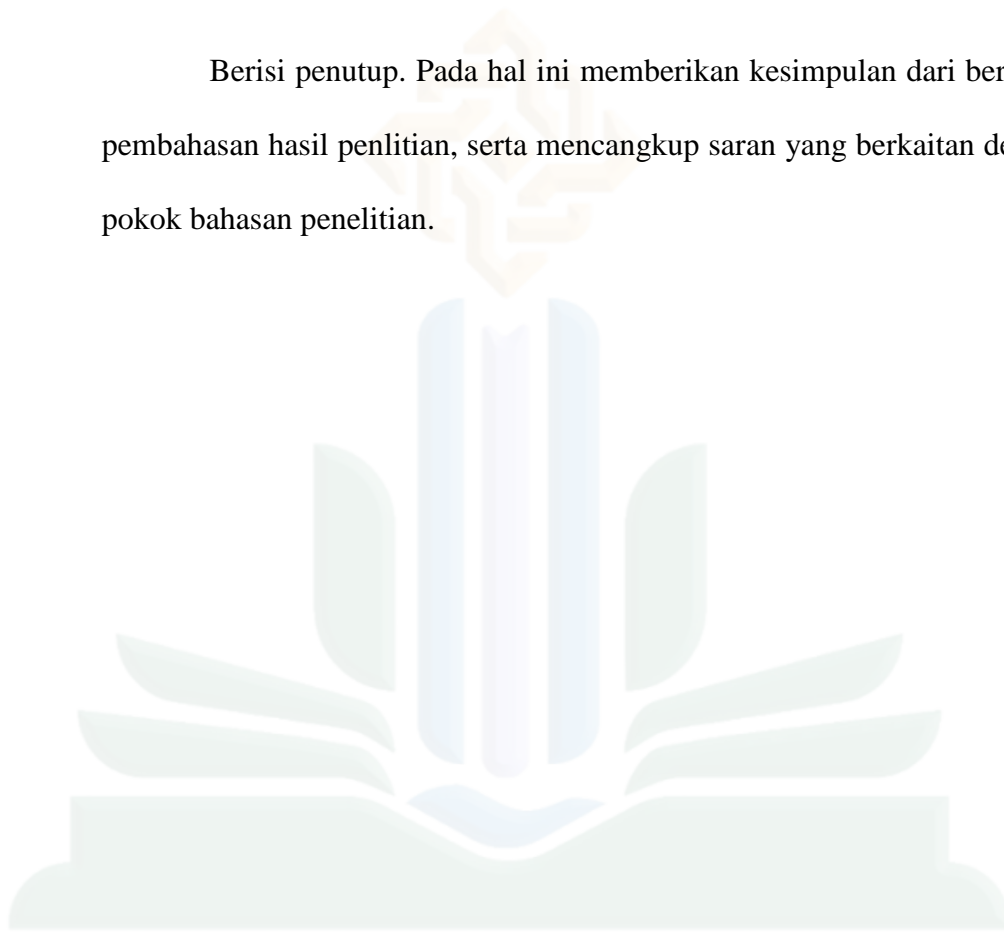 Berisi penutup. Pada hal ini memberikan kesimpulan dari ber
pembahasan hasil penlitian, serta mencangkup saran yang berkaitan de
pokok bahasan penelitian.